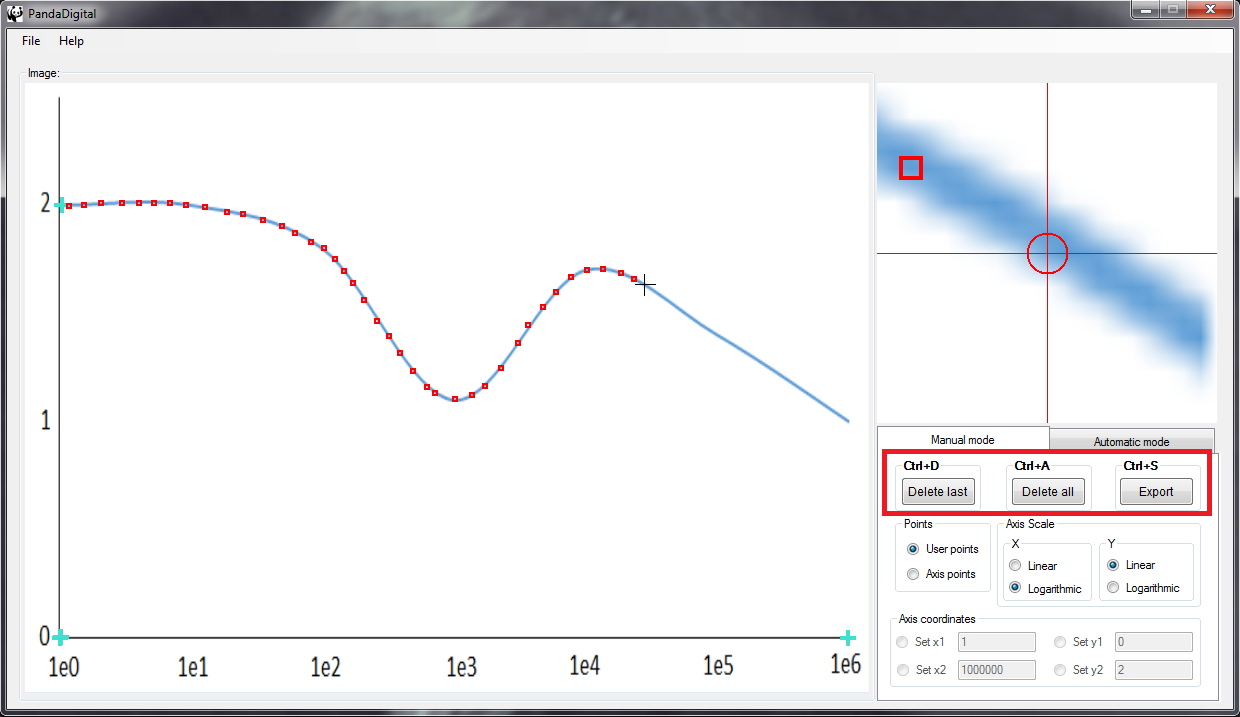 PandaDigital
File Help
Image:
2
1
0
1e0 1e1 1e2 1e3 1e4 1e5 1e6
Manual mode Automatic mode
Ctrl+D Ctrl+A Ctrl+S
Delete last Delete all Export
Points Axis Scale
X Y
User points Linear Linear
Axis points Logarithmic Logarithmic
Axis coordinates
Set x1 1 Set y1 0
Set x2 1000000 Set y2 2